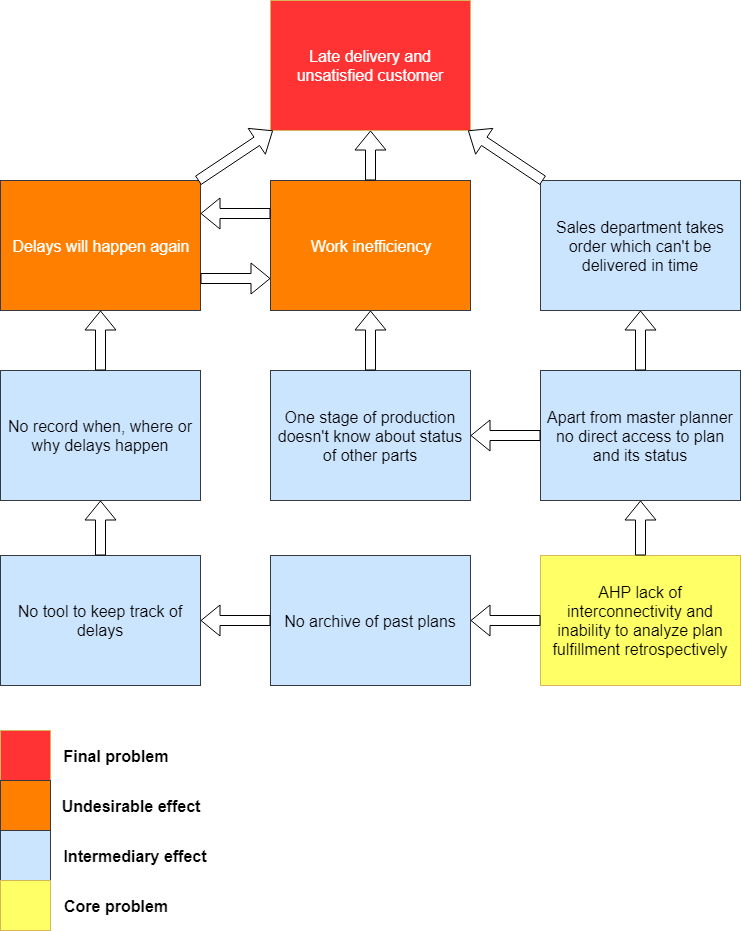 Late delivery and
unsatisfied customer
Delays will happen again
Work inefficiency
Sales department takes
order which can't be
delivered in time
No record when, where or
why delays happen
One stage of production
doesn't know about status
of other parts
Apart from master planner
no direct access to plan
and its status
No tool to keep track of
delays
No archive of past plans
AHP lack of
interconnectivity and
inability to analyze plan
fulfillment retrospectively
Final problem
Undesirable effect
Intermediary effect
Core problem